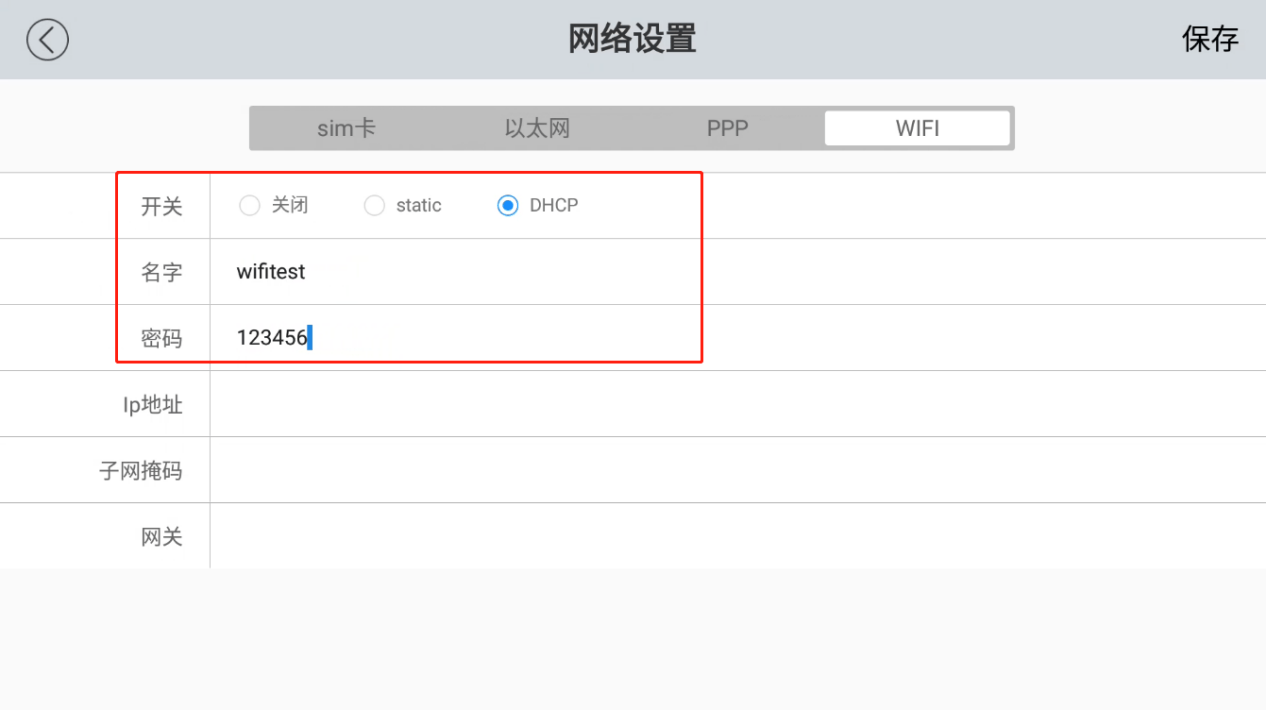 网络设置
保存
sim卡 以太网 PPP WIFI
开关 关闭 static DHCP
名字 wifitest
密码 123456
Ip地址
子网掩码
网关